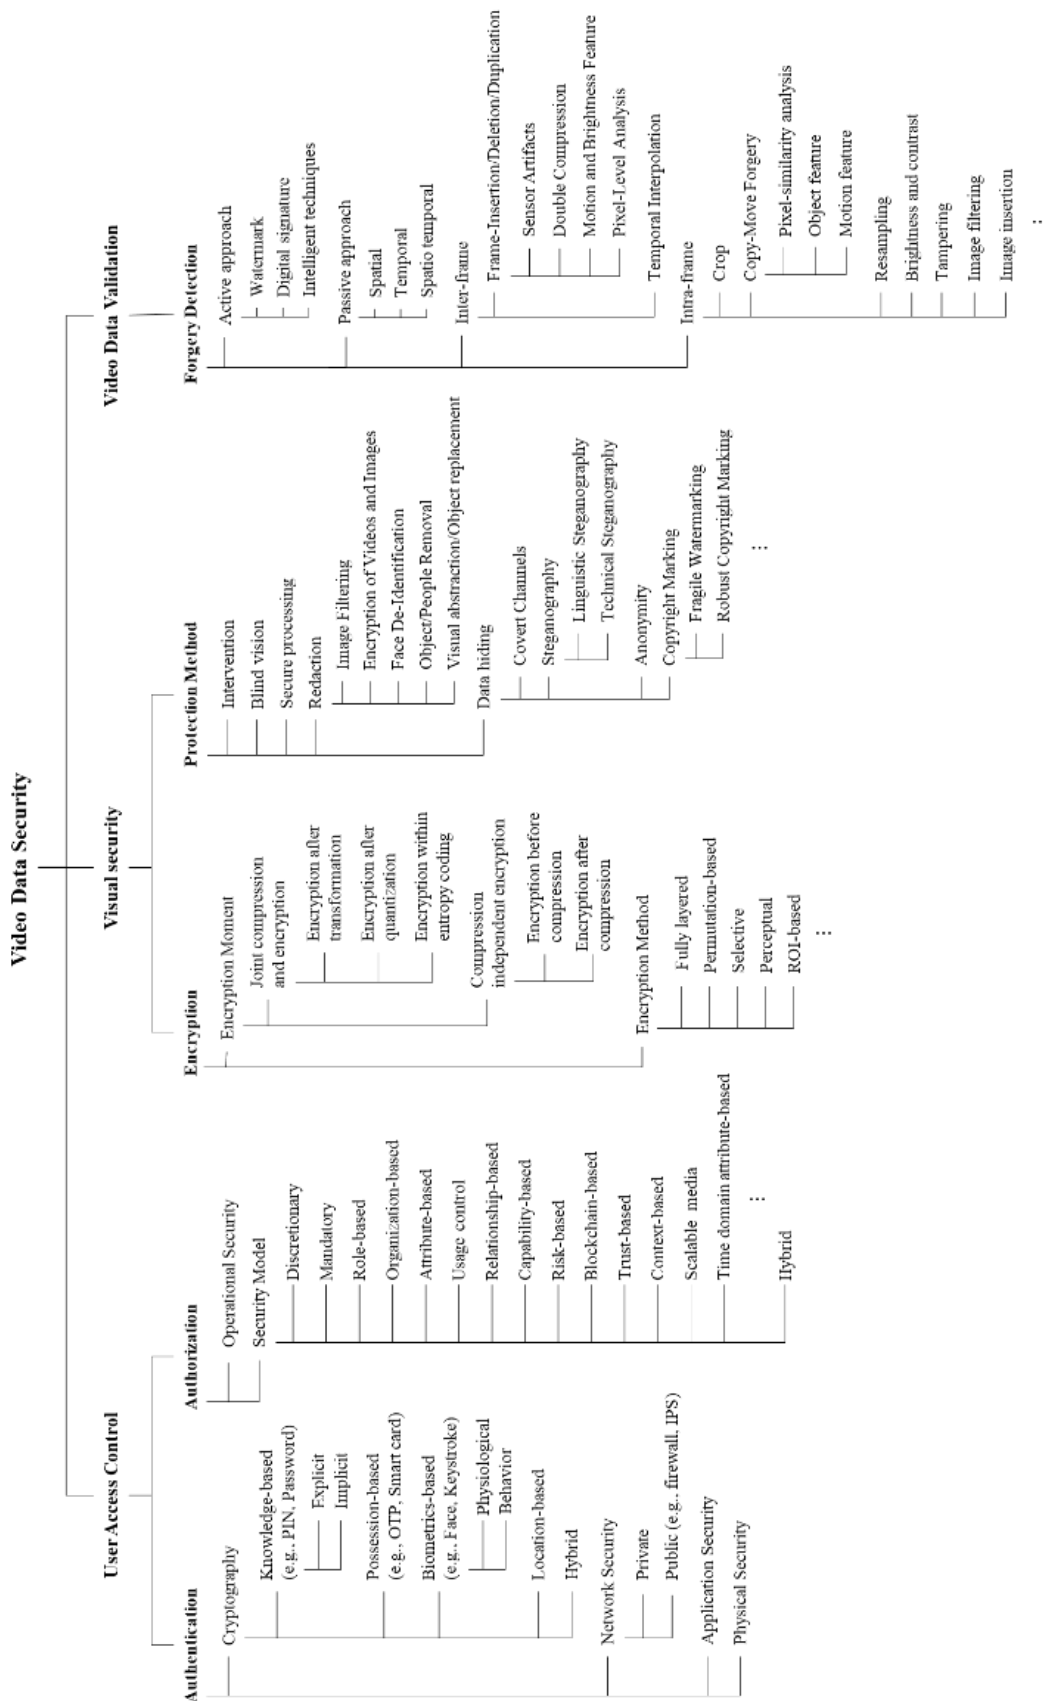 Video Data Security
User Access Control
Authentication
Cryptography
Knowledge-based
(e.g., PIN, Password)
Explicit
Implicit
Possession-based
(e.g., OTP, Smart card)
Biometrics-based
(e.g., Face, Keystroke)
Physiological
Behavior
Location-based
Hybrid
Network Security
Private
Public (e.g., firewall, IPS)
Application Security
Physical Security
Authorization
Operational Security
Security Model
Discretionary
Mandatory
Role-based
Organization-based
Attribute-based
Usage control
Relationship-based
Capability-based
Risk-based
Blockchain-based
Trust-based
Context-based
Scalable media
Time domain attribute-based
...
Hybrid
Visual security
Encryption
Encryption Moment
Joint compression
and encryption
Encryption after
transformation
Encryption after
quantization
Encryption within
entropy coding
Compression
independent encryption
Encryption before
compression
Encryption after
compression
Encryption Method
Fully layered
Permutation-based
Selective
Perceptual
ROI-based
...
Protection Method
Intervention
Blind vision
Secure processing
Redaction
Image Filtering
Encryption of Videos and Images
Face De-Identification
Object/People Removal
Visual abstraction/Object replacement
Data hiding
Covert Channels
Steganography
Linguistic Steganography
Technical Steganography
Anonymity
Copyright Marking
Fragile Watermarking
Robust Copyright Marking
...
Video Data Validation
Forgery Detection
Active approach
Watermark
Digital signature
Intelligent techniques
Passive approach
Spatial
Temporal
Spatio temporal
Inter-frame
Frame-Insertion/Deletion/Duplication
Sensor Artifacts
Double Compression
Motion and Brightness Feature
Pixel-Level Analysis
Temporal Interpolation
Intra-frame
Crop
Copy-Move Forgery
Pixel-similarity analysis
Object feature
Motion feature
Resampling
Brightness and contrast
Tampering
Image filtering
Image insertion
...